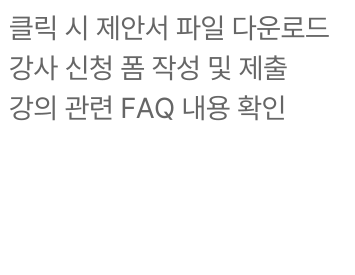 클릭 시 제안서 파일 다운로드
강사 신청 폼 작성 및 제출
강의 관련 FAQ 내용 확인